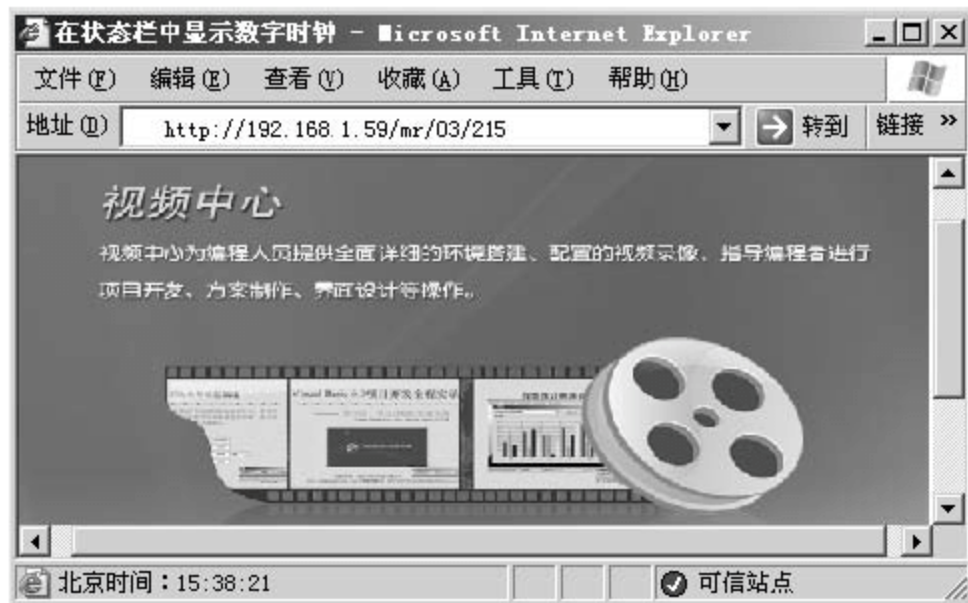 在状态栏中显示数字时钟 - Microsoft Internet Explorer
文件(F) 编辑(E) 查看(V) 收藏(A) 工具(T) 帮助(H)
地址(D) http://192.168.1.59/mr/03/215 转到 链接 »
视频中心
视频中心为编程人员提供全面详细的环境搭建、配置的视频录像，指导编程者进行
项目开发、方案制作、界面设计等操作。
北京时间：15:38:21 可信站点